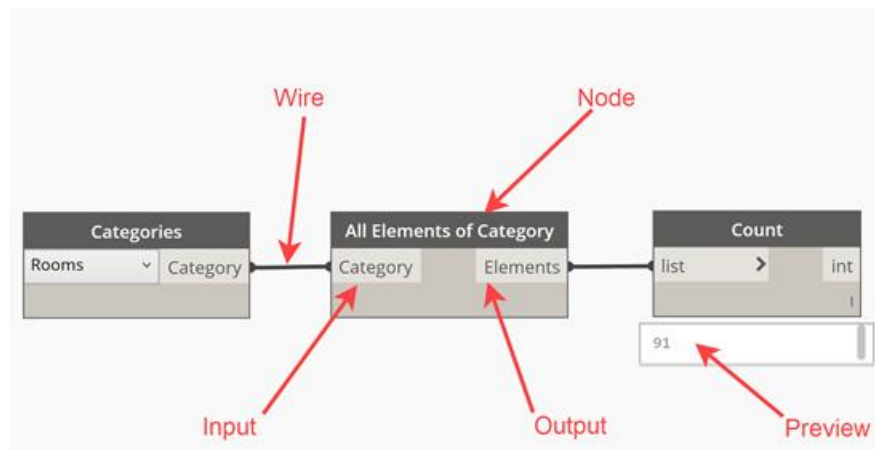 Wire
Node
Categories
All Elements of Category
Count
Rooms
Category
Category
Elements
list
>
int
l
91
Input
Output
Preview